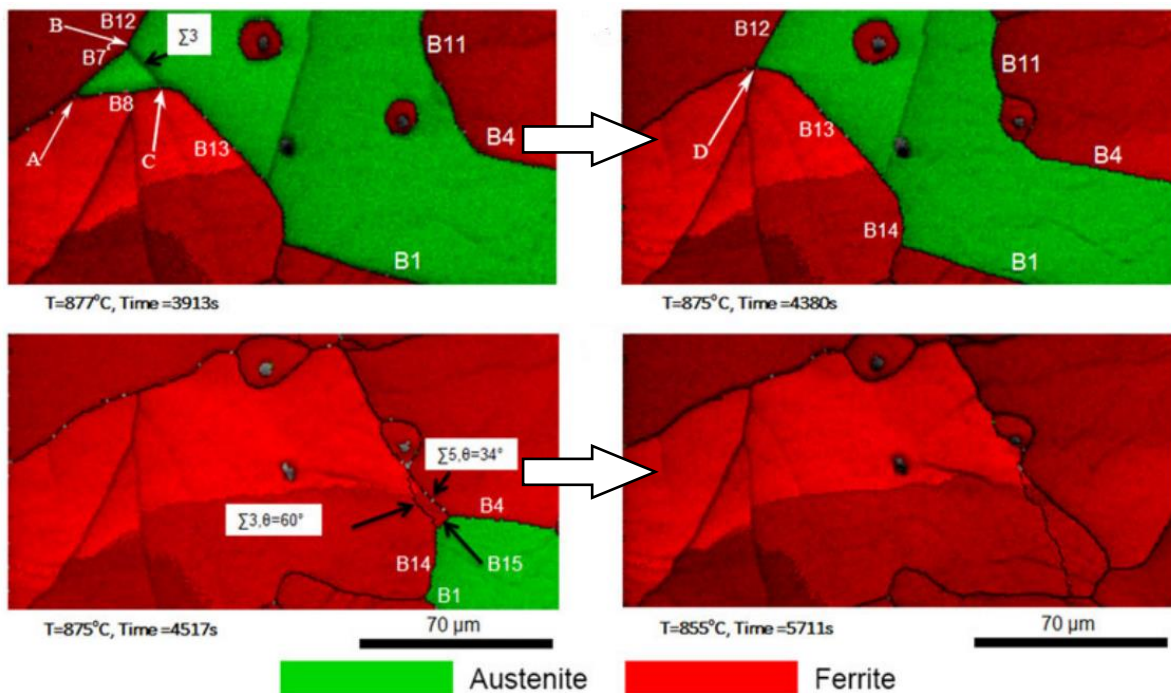 B12
B
B7
∑3
B11
B8
B4
A
C
B13
B1
T=877°C, Time =3913s
B12
B11
B13
B4
D
B14
B1
T=875°C, Time =4380s
∑5,θ=34°
∑3,θ=60°
B4
B14
B15
B1
T=875°C, Time =4517s
70 µm
T=855°C, Time =5711s
70 µm
Austenite
Ferrite